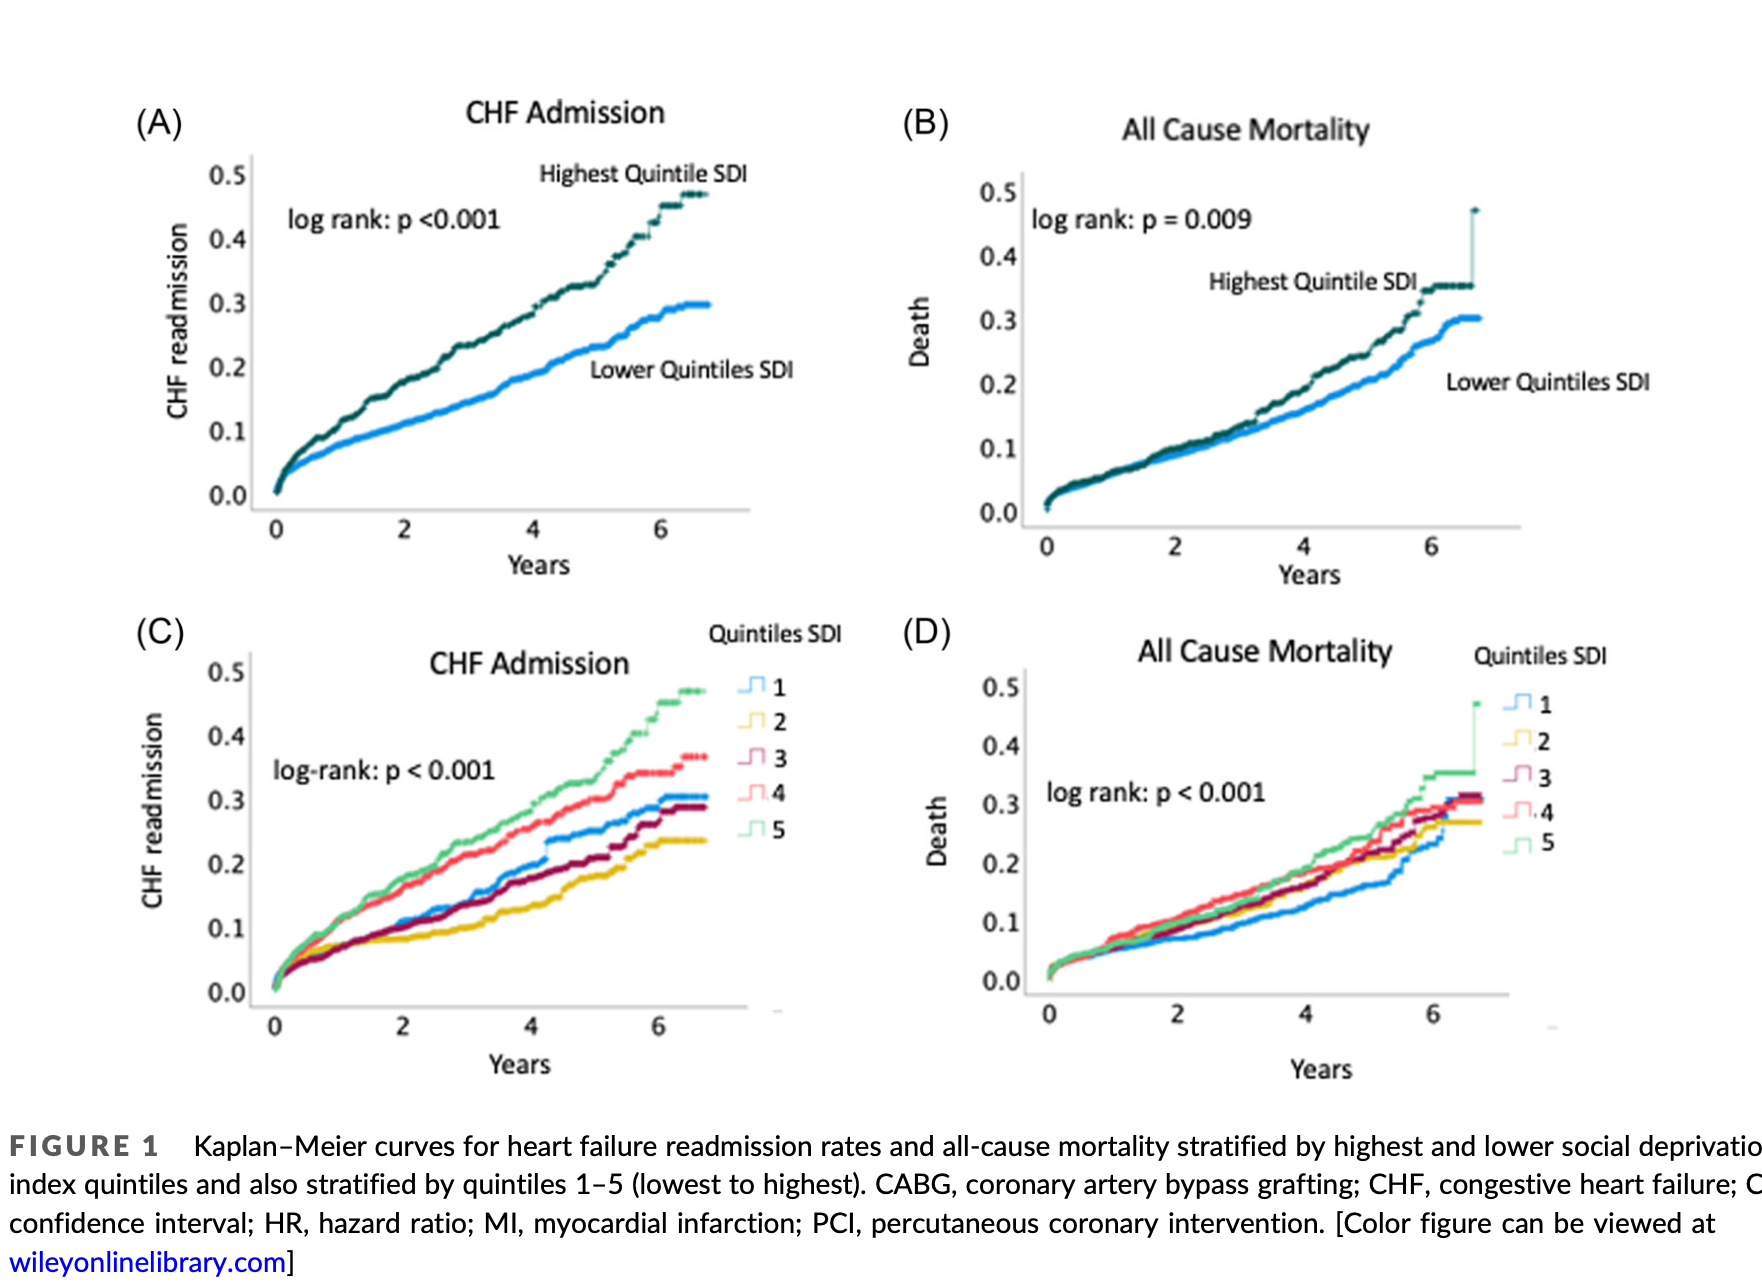 (A)
CHF Admission
Highest Quintile SDI
log rank: p <0.001
Lower Quintiles SDI
CHF readmission
0.5
0.4
0.3
0.2
0.1
0.0
0 2 4 6
Years
(B)
All Cause Mortality
log rank: p = 0.009
Highest Quintile SDI
Lower Quintiles SDI
Death
0.5
0.4
0.3
0.2
0.1
0.0
0 2 4 6
Years
(C)
CHF Admission
Quintiles SDI
1
2
3
4
5
log-rank: p < 0.001
CHF readmission
0.5
0.4
0.3
0.2
0.1
0.0
0 2 4 6
Years
(D)
All Cause Mortality
Quintiles SDI
1
2
3
4
5
log rank: p < 0.001
Death
0.5
0.4
0.3
0.2
0.1
0.0
0 2 4 6
Years
FIGURE 1 Kaplan–Meier curves for heart failure readmission rates and all-cause mortality stratified by highest and lower social deprivatio
index quintiles and also stratified by quintiles 1–5 (lowest to highest). CABG, coronary artery bypass grafting; CHF, congestive heart failure; C
confidence interval; HR, hazard ratio; MI, myocardial infarction; PCI, percutaneous coronary intervention. [Color figure can be viewed at
wileyonlinelibrary.com]